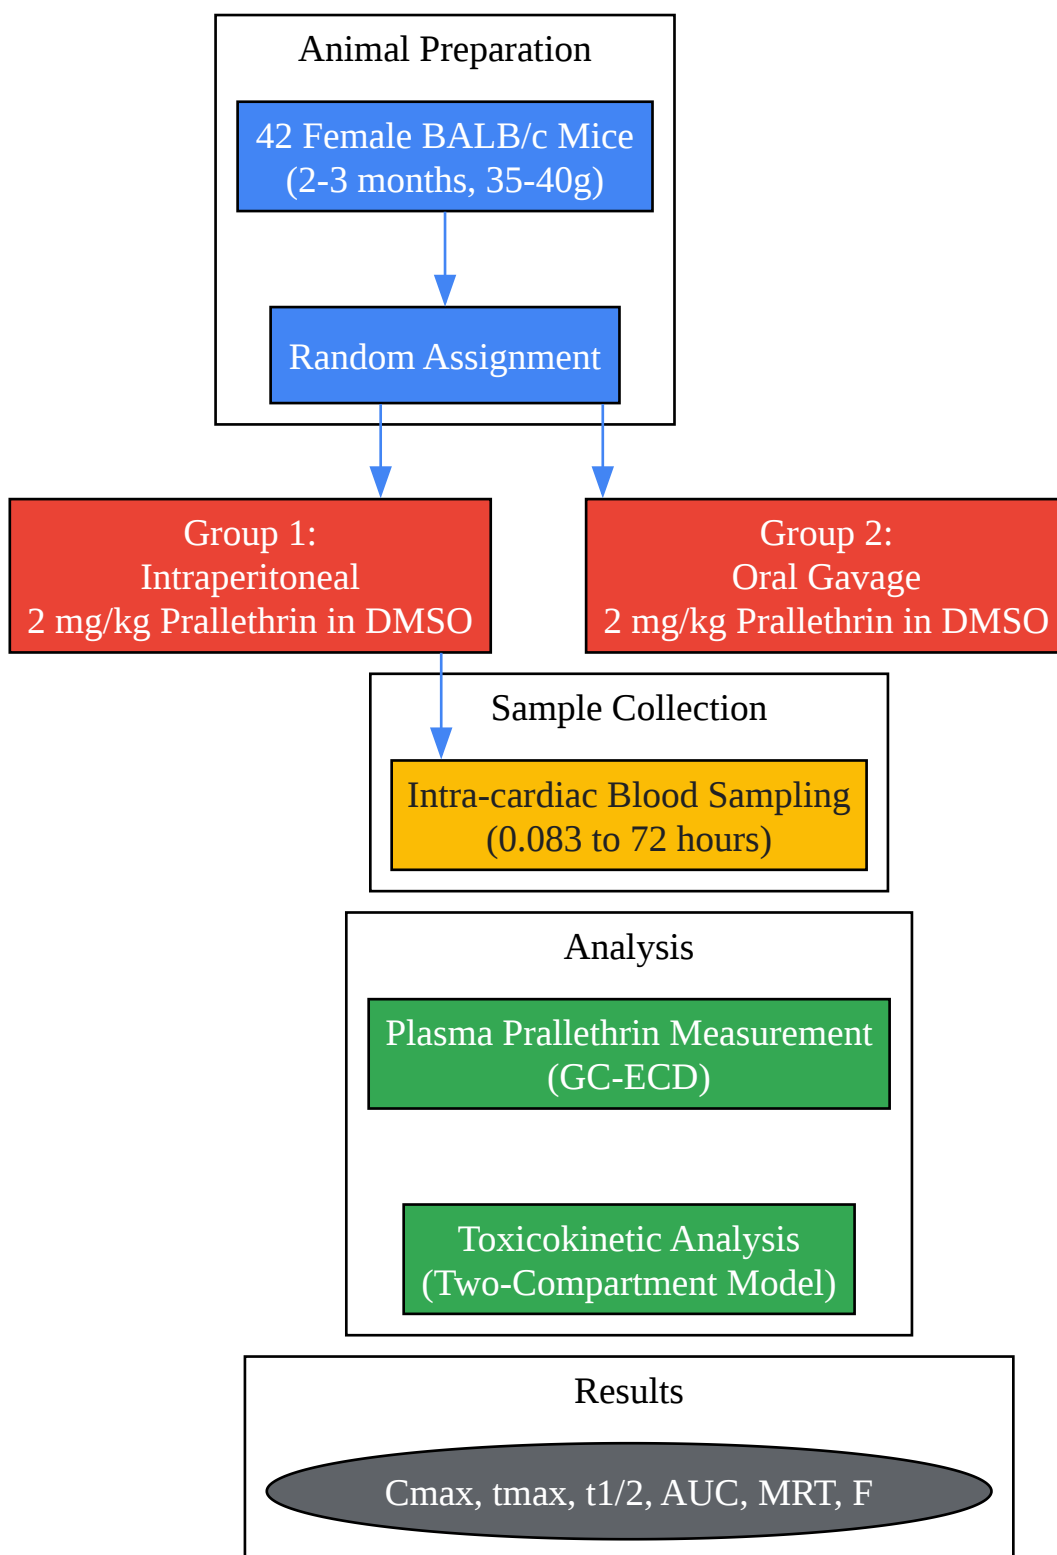 Animal Preparation
42 Female BALB/c Mice
(2-3 months, 35-40g)
Random Assignment
Group 1:
Intraperitoneal
2 mg/kg Prallethrin in DMSO
Group 2:
Oral Gavage
2 mg/kg Prallethrin in DMSO
Sample Collection
Intra-cardiac Blood Sampling
(0.083 to 72 hours)
Analysis
Plasma Prallethrin Measurement
(GC-ECD)
Toxicokinetic Analysis
(Two-Compartment Model)
Results
Cmax, tmax, t1/2, AUC, MRT, F